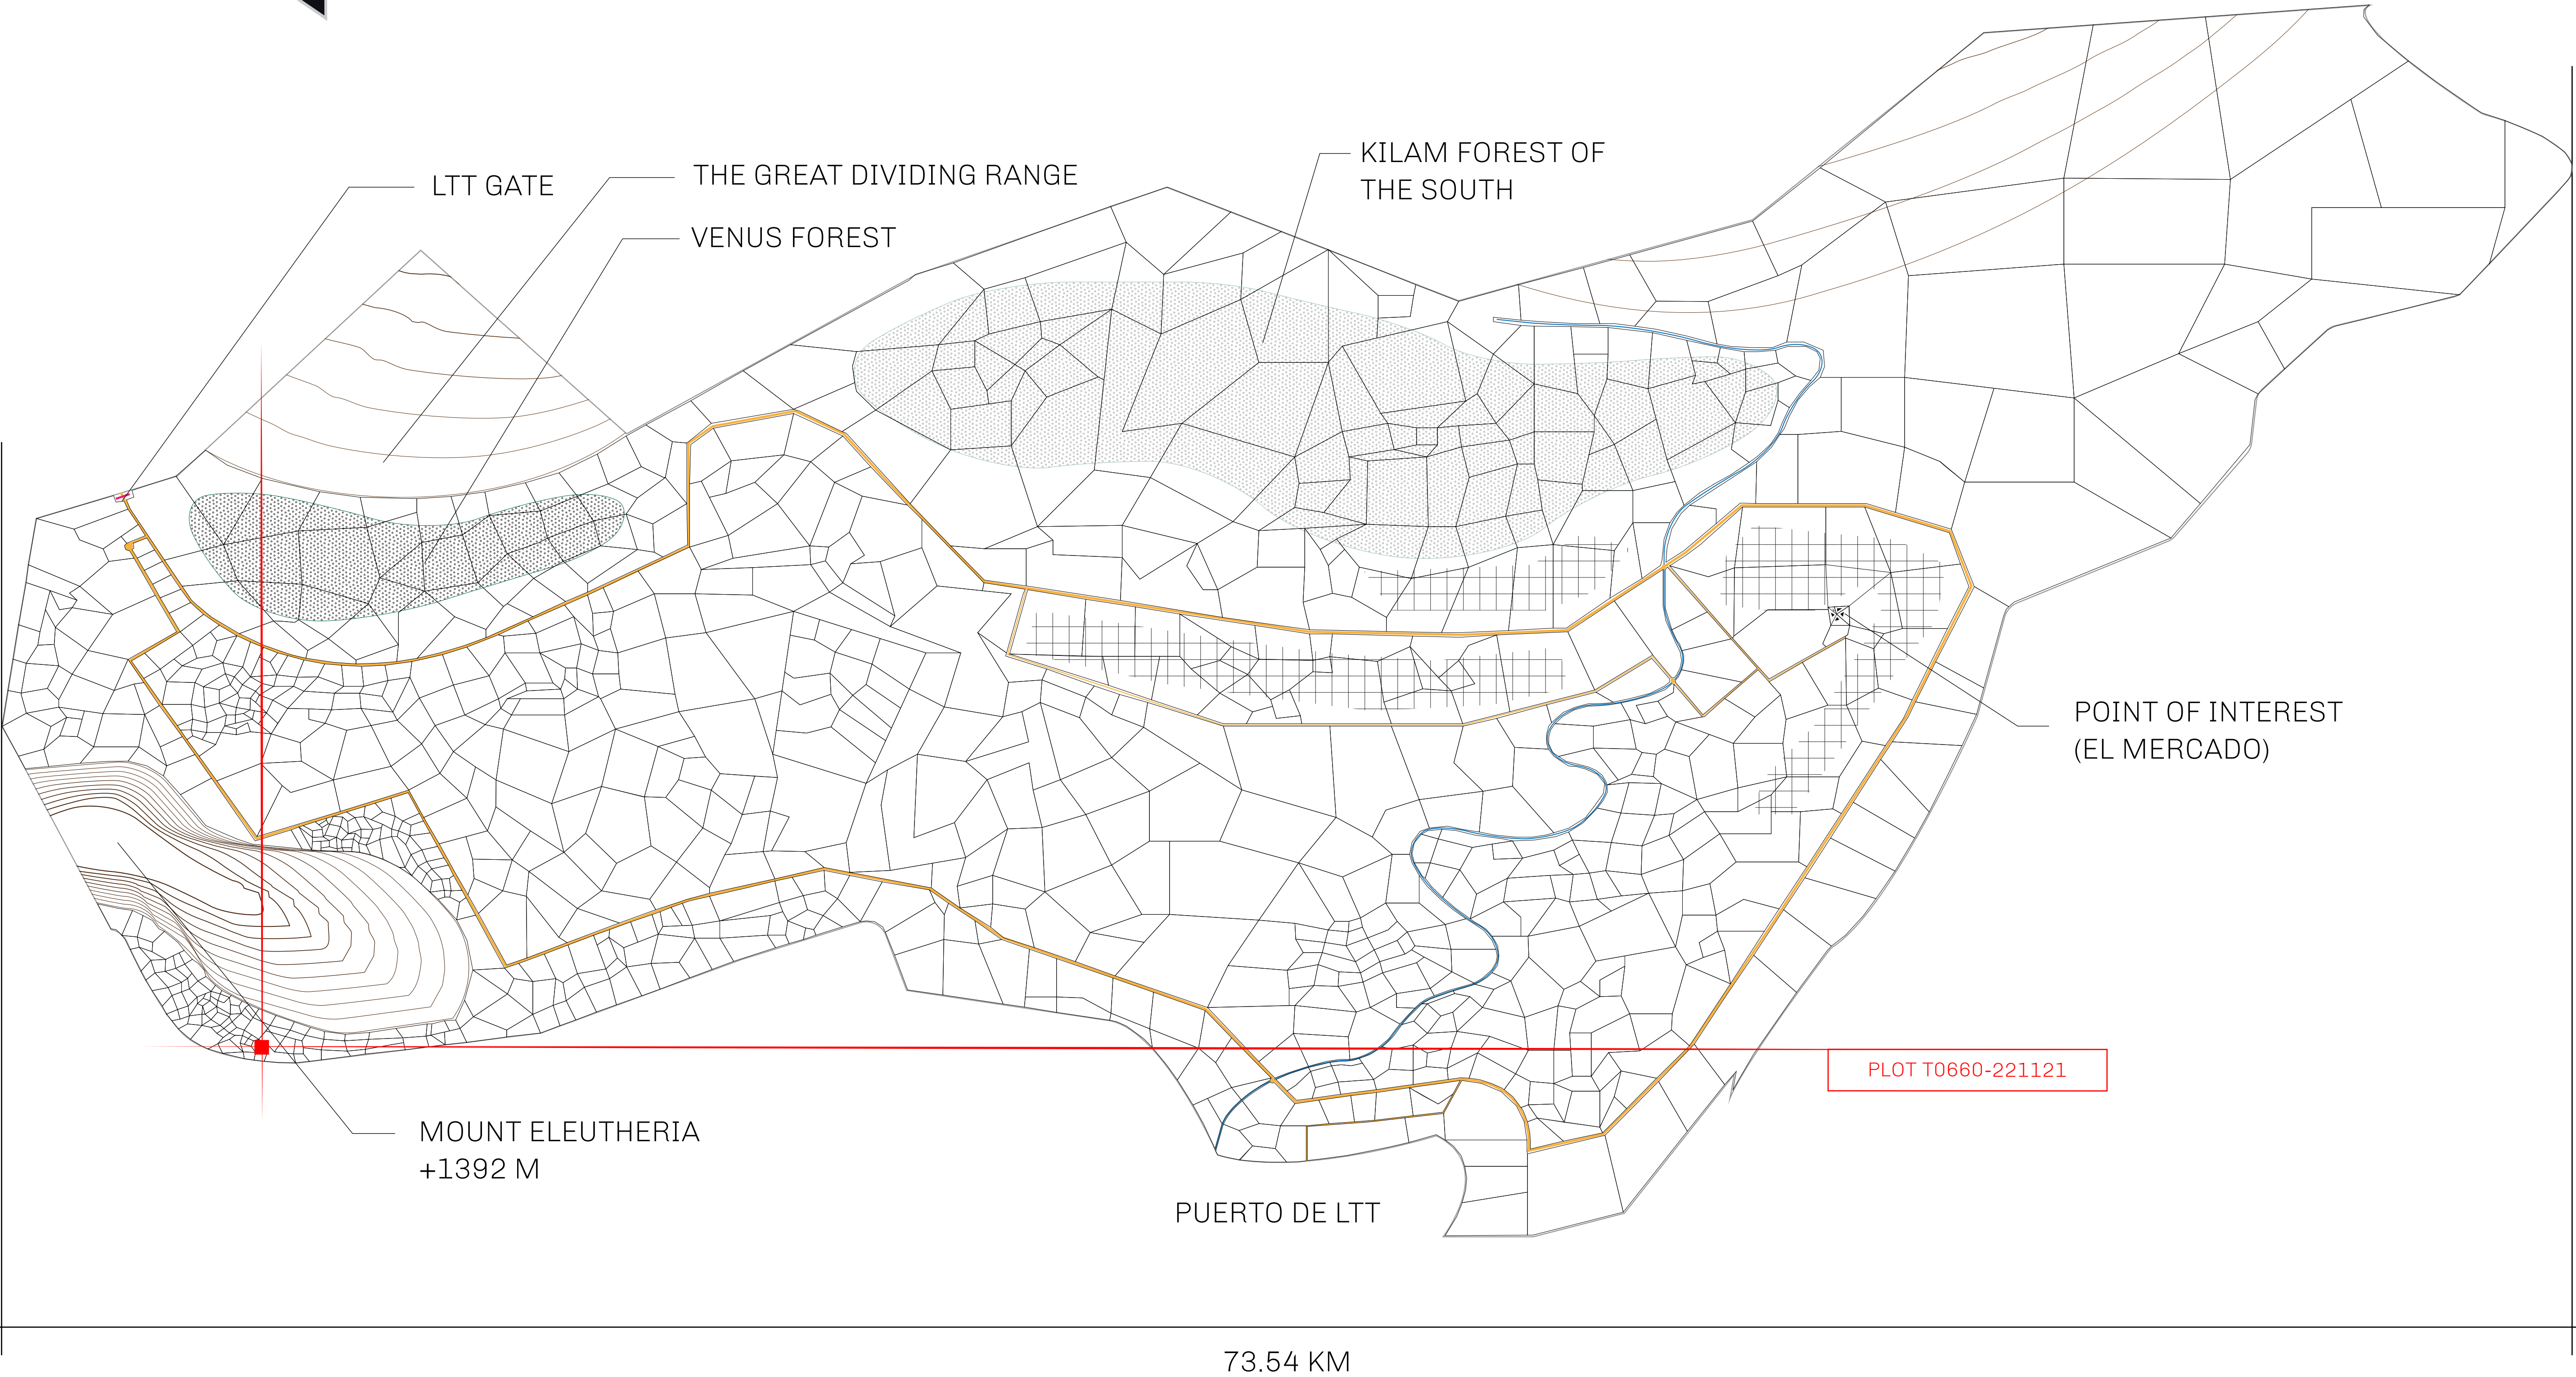 KILAM FOREST OF
THE SOUTH
THE GREAT DIVIDING RANGE
LTT GATE
VENUS FOREST
POINT OF INTEREST
(EL MERCADO)
PLOT T0660-221121
MOUNT ELEUTHERIA
+1392 M
PUERTO DE LTT
73.54 KM